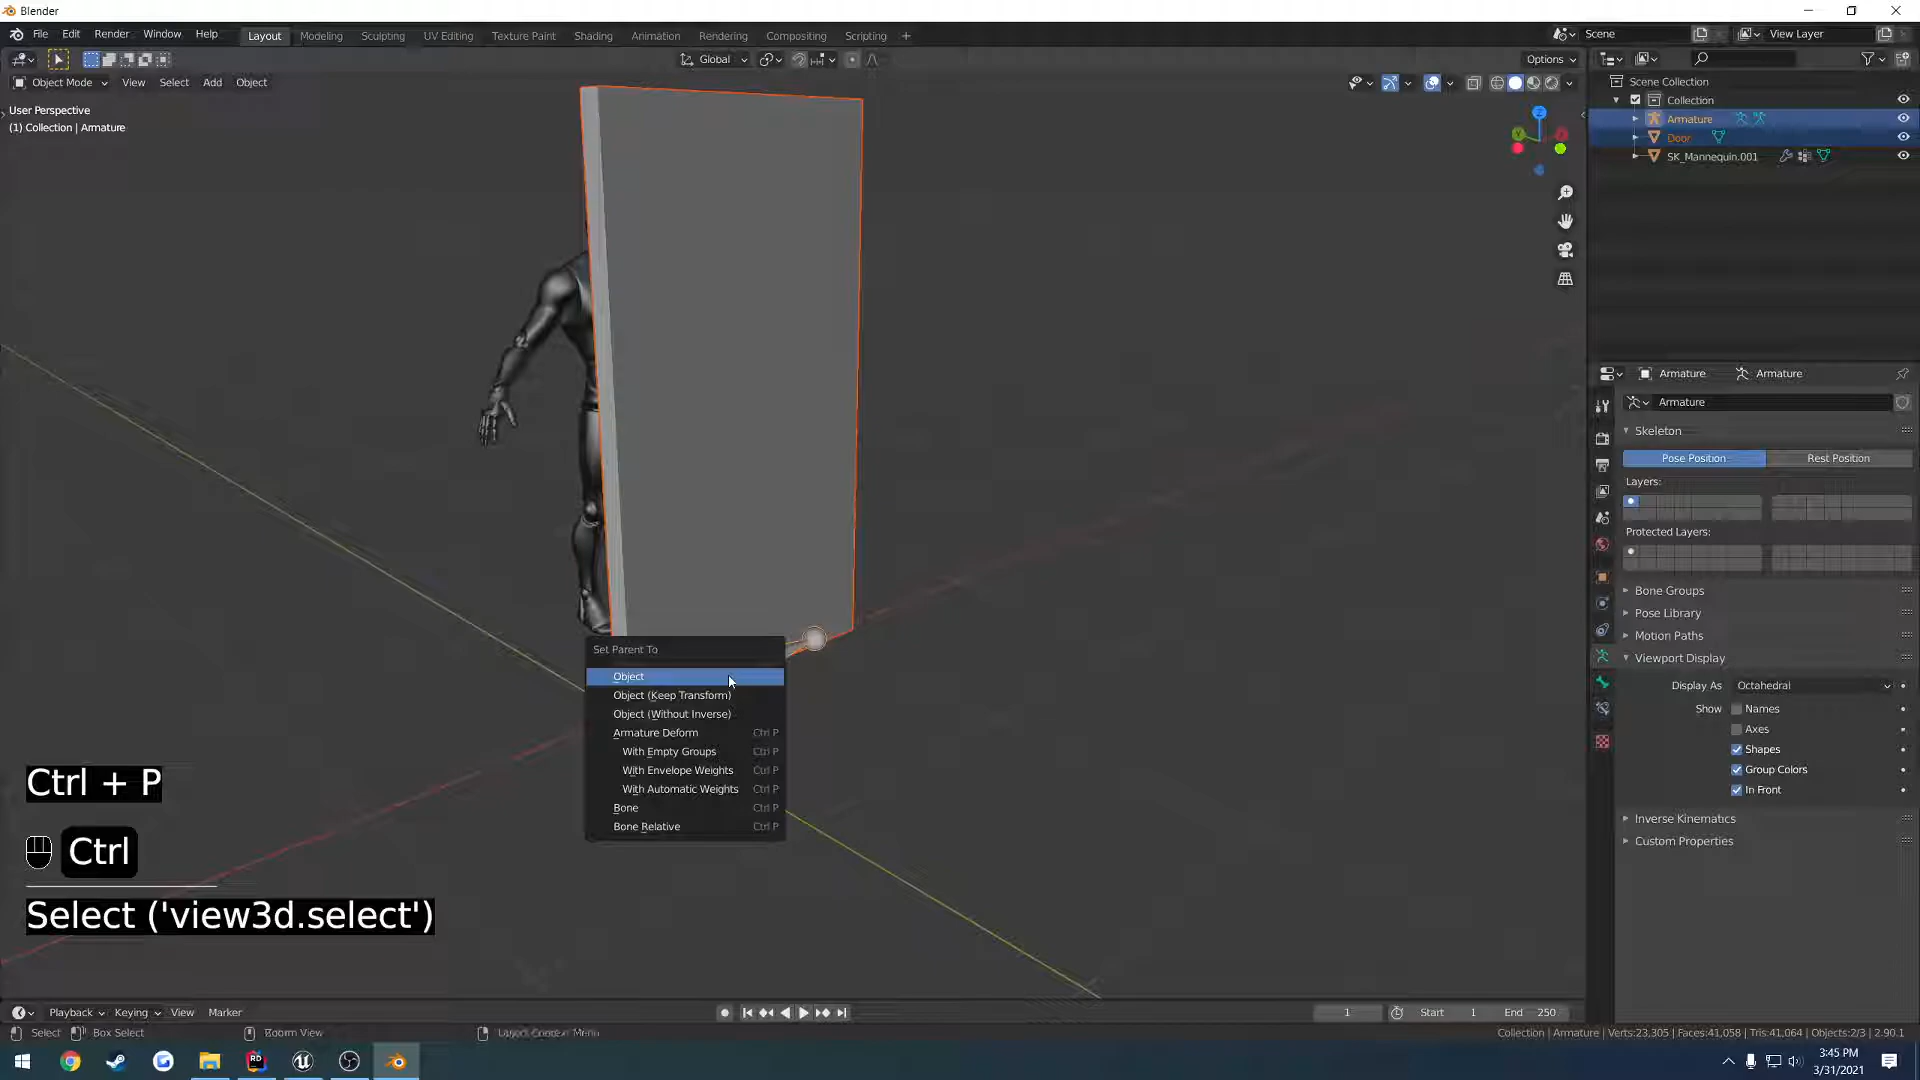 Blender
File Edit Render Window Help
Layout Modeling Sculpting UV Editing Texture Paint Shading Animation Rendering Compositing Scripting +
Scene
View Layer
Global
Options
Object Mode View Select Add Object
User Perspective
(1) Collection | Armature
Scene Collection
Collection
Armature
Door
SK_Mannequin.001
Armature Armature
Armature
Skeleton
Pose Position Rest Position
Layers:
Protected Layers:
Bone Groups
Pose Library
Motion Paths
Viewport Display
Display As Octahedral
Show Names
Axes
Shapes
Group Colors
In Front
Inverse Kinematics
Custom Properties
Set Parent To
Object
Object (Keep Transform)
Object (Without Inverse)
Armature Deform Ctrl P
With Empty Groups Ctrl P
With Envelope Weights Ctrl P
With Automatic Weights Ctrl P
Bone Ctrl P
Bone Relative Ctrl P
Ctrl + P
Ctrl
Select ('view3d.select')
Playback Keying View Marker
1 Start 1 End 250
Select Box Select View
Collection | Armature | Verts:23,305 | Faces:41,058 | Tris:41,064 | Objects:2/3 | 2.90.1
3:45 PM
3/31/2021